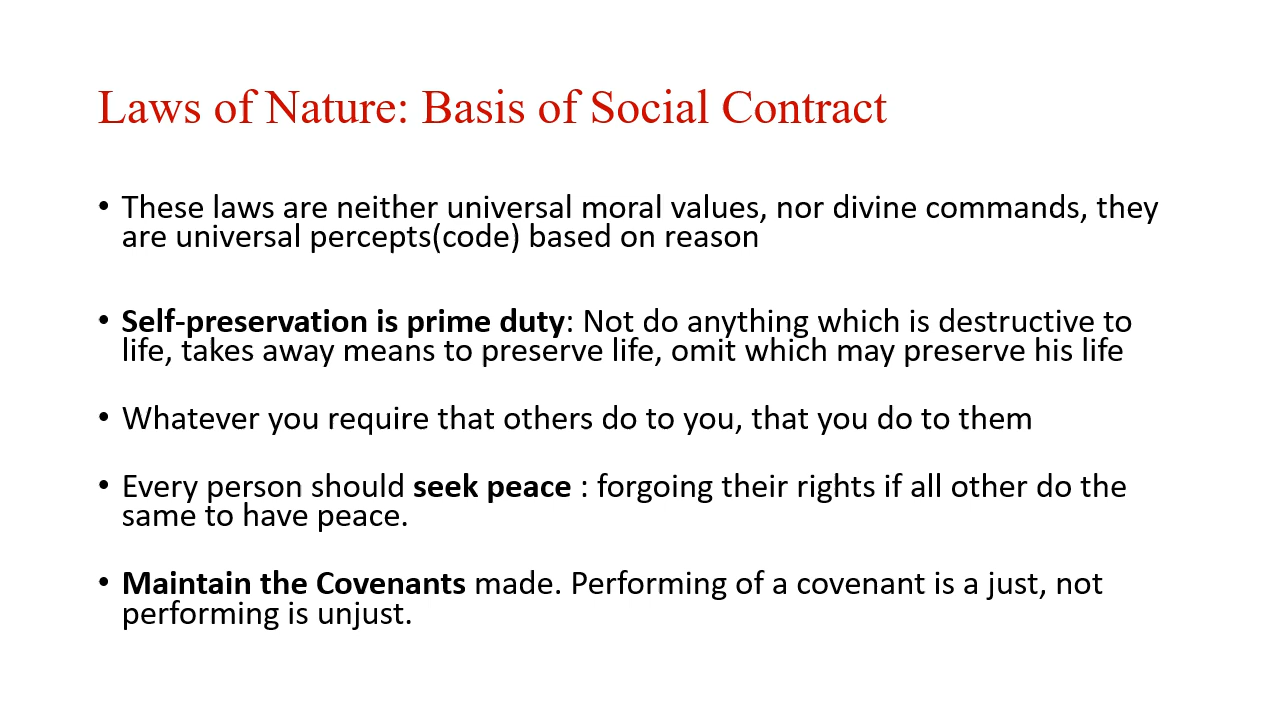 Laws of Nature: Basis of Social Contract
• These laws are neither universal moral values, nor divine commands, they
are universal percepts(code) based on reason
• Self-preservation is prime duty: Not do anything which is destructive to
life, takes away means to preserve life, omit which may preserve his life
• Whatever you require that others do to you, that you do to them
• Every person should seek peace : forgoing their rights if all other do the
same to have peace.
• Maintain the Covenants made. Performing of a covenant is a just, not
performing is unjust.